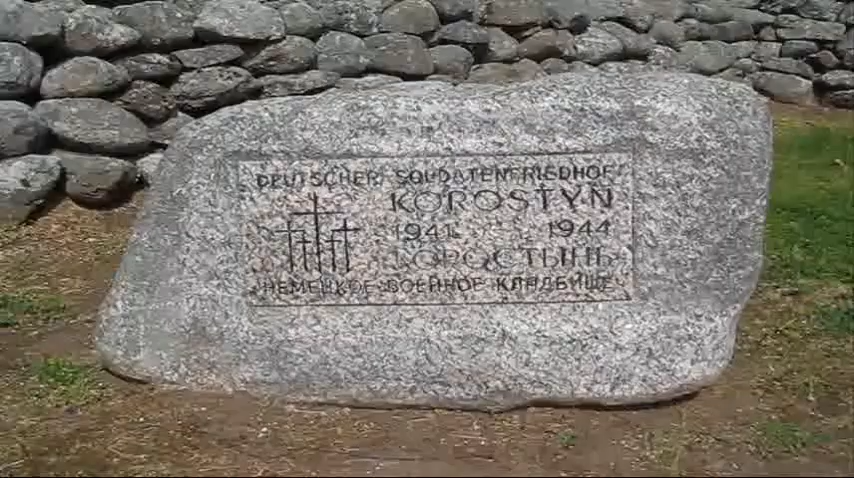 DEUTSCHER SOLDATENFRIEDHOF
KOROSTYN
1941 1944
КОРОСТЫНЬ
НЕМЕЦКОЕ ВОЕННОЕ КЛАДБИЩЕ